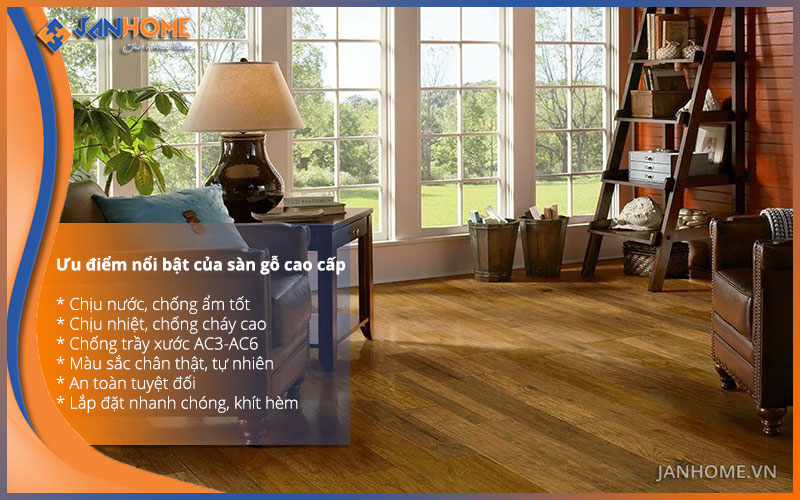 JANHOME
Ưu điểm nổi bật của sàn gỗ cao cấp
* Chịu nước, chống ẩm tốt
* Chịu nhiệt, chống cháy cao
* Chống trầy xước AC3-AC6
* Màu sắc chân thật, tự nhiên
* An toàn tuyệt đối
* Lắp đặt nhanh chóng, khít hèm
JANHOME.VN